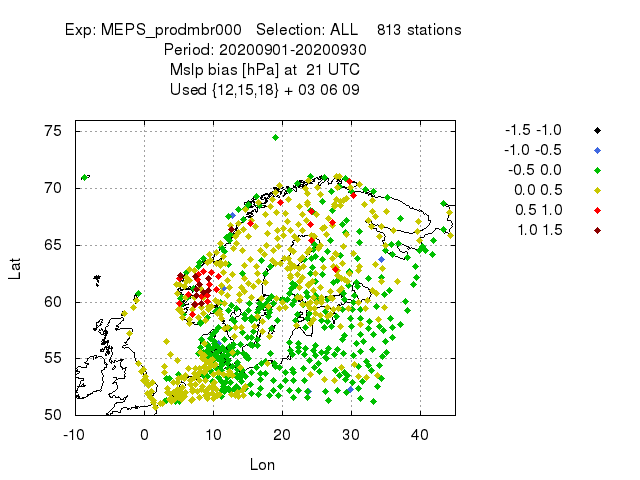 Exp: MEPS_prodmbr000 Selection: ALL 813 stations
Period: 20200901-20200930
Mslp bias [hPa] at 21 UTC
Used {12,15,18} + 03 06 09
75
70
65
60
55
50
Lat
-10 0 10 20 30 40
Lon
-1.5 -1.0
-1.0 -0.5
-0.5 0.0
0.0 0.5
0.5 1.0
1.0 1.5